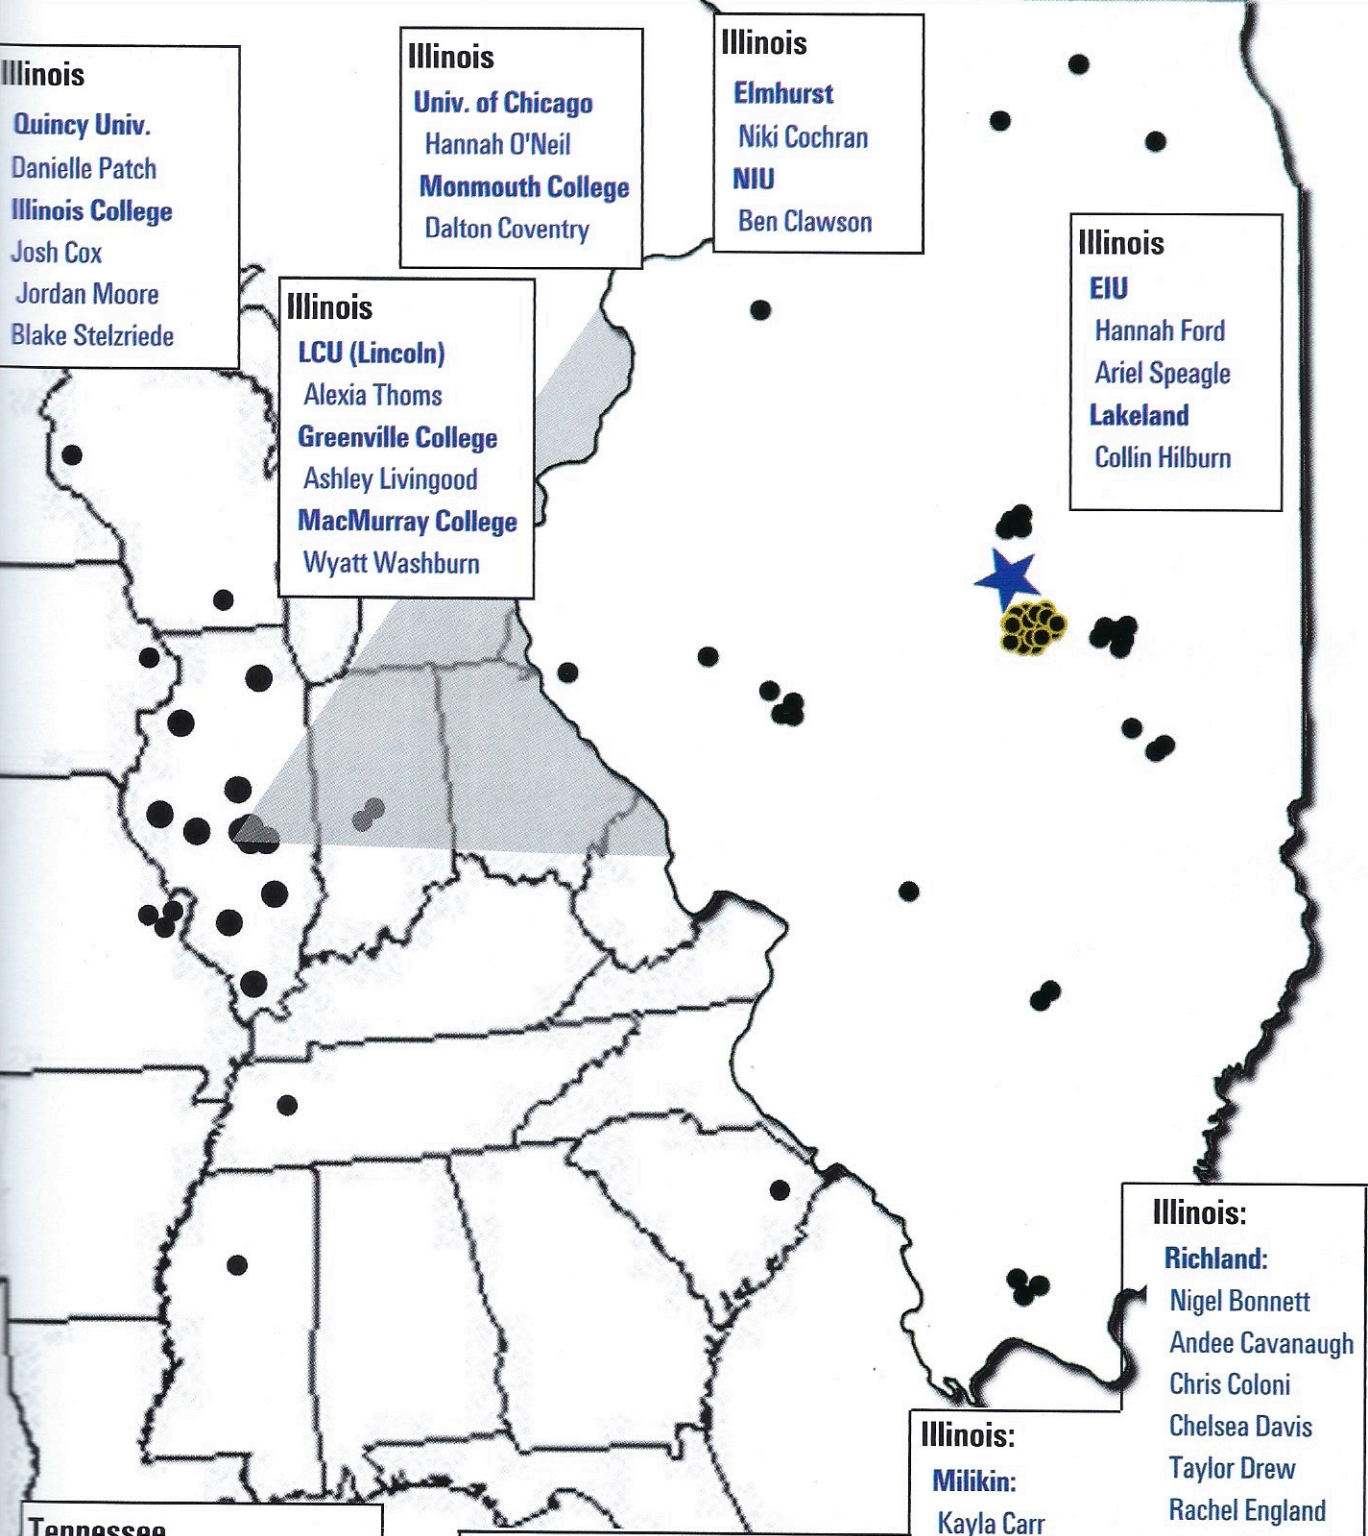 Illinois
Quincy Univ.
Danielle Patch
Illinois College
Josh Cox
Jordan Moore
Blake Stelzriede
Illinois
Univ. of Chicago
Hannah O'Neil
Monmouth College
Dalton Coventry
Illinois
Elmhurst
Niki Cochran
NIU
Ben Clawson
Illinois
LCU (Lincoln)
Alexia Thoms
Greenville College
Ashley Livingood
MacMurray College
Wyatt Washburn
Illinois
EIU
Hannah Ford
Ariel Speagle
Lakeland
Collin Hilburn
Illinois:
Richland:
Nigel Bonnett
Andee Cavanaugh
Chris Coloni
Chelsea Davis
Taylor Drew
Rachel England
Illinois:
Milikin:
Kayla Carr
Tennessee